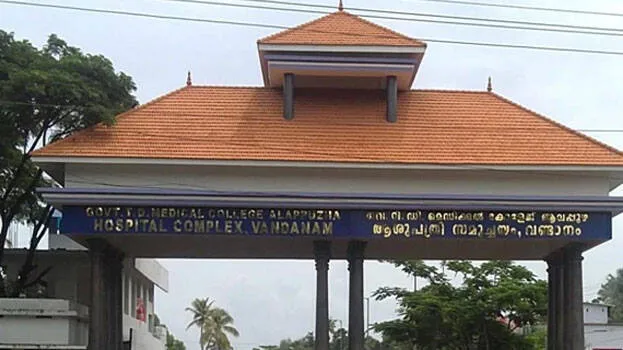 GOVT. T.D. MEDICAL COLLEGE ALAPPUZHA
HOSPITAL COMPLEX, VANDANAM
ഗവ. ടി.ഡി. മെഡിക്കൽ കോളേജ് ആലപ്പുഴ
ആശുപത്രി സമുച്ചയം, വണ്ടാനം